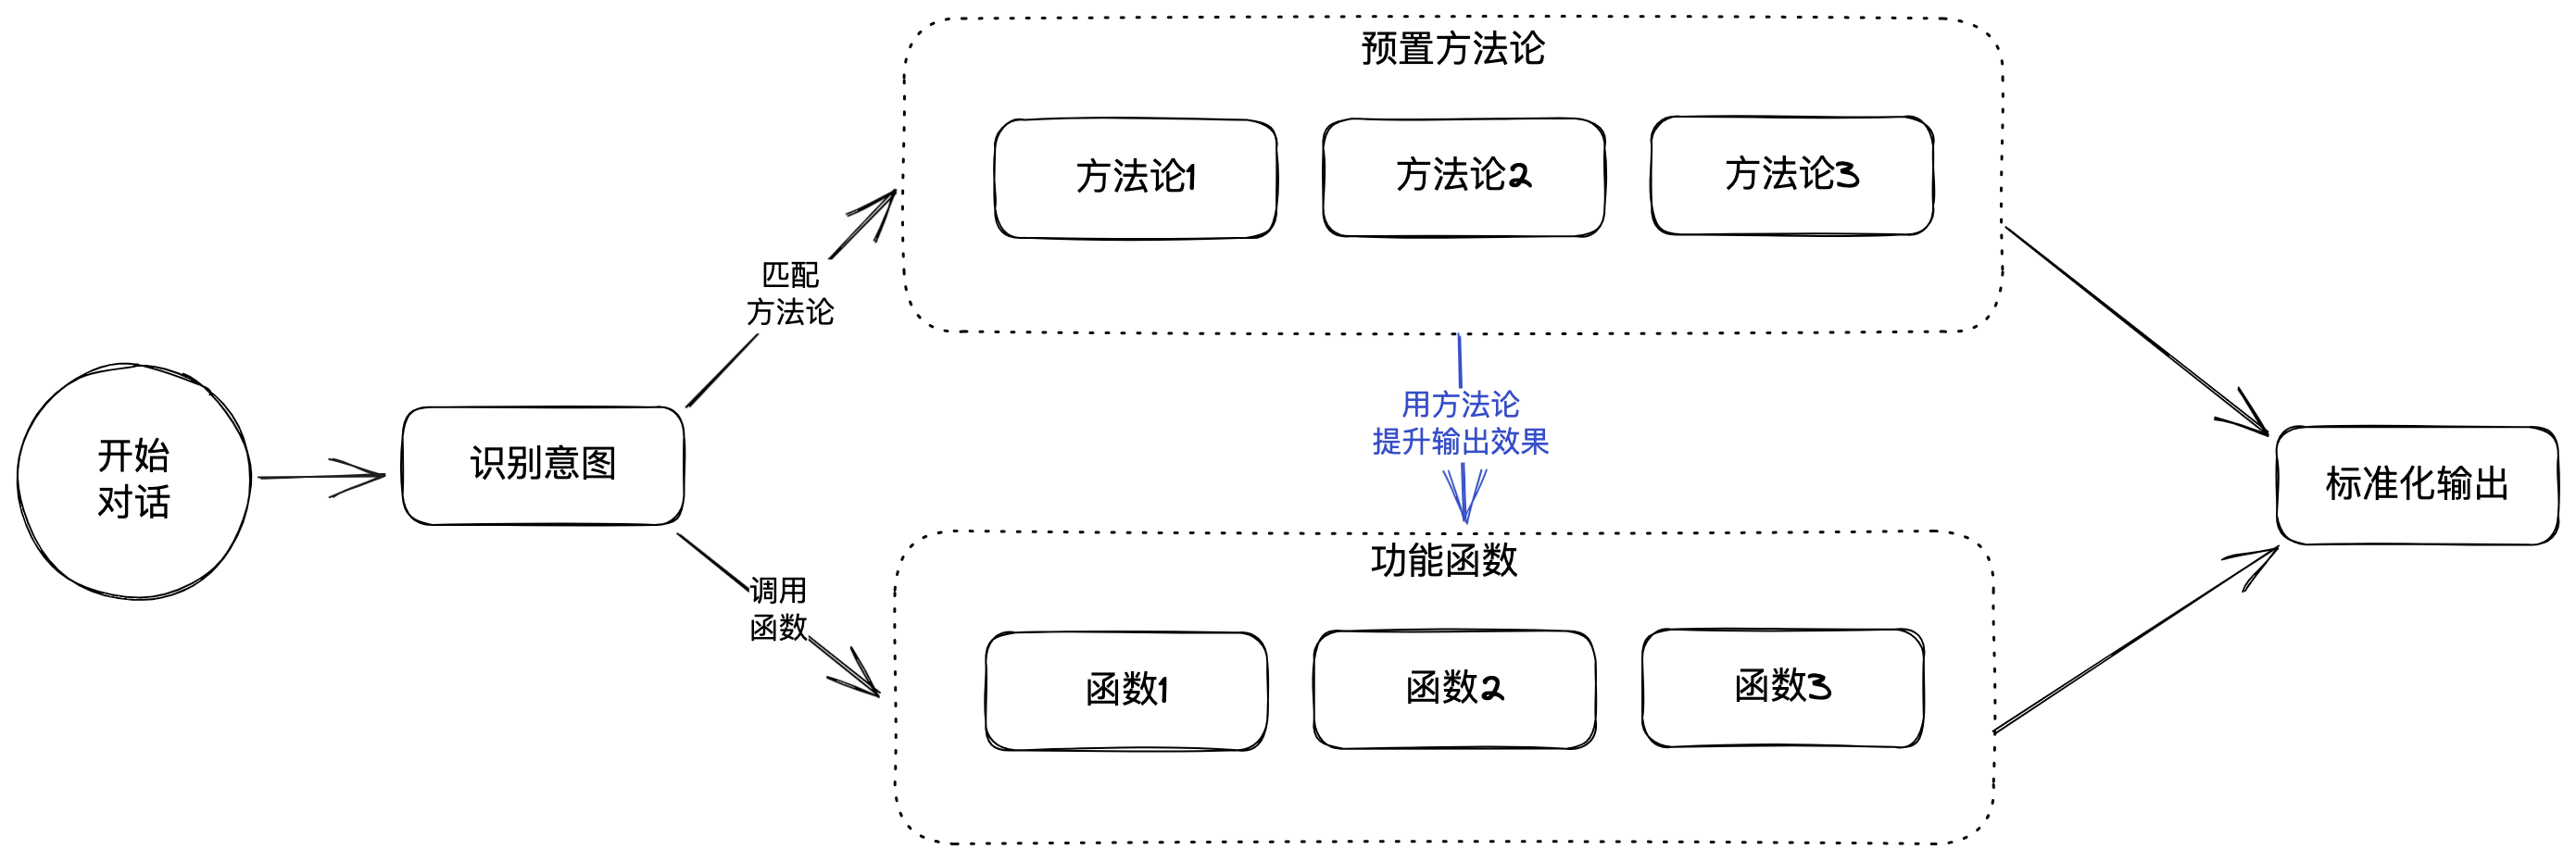 开始
对话
识别意图
匹配
方法论
调用
函数
预置方法论
方法论1
方法论2
方法论3
用方法论
提升输出效果
功能函数
函数1
函数2
函数3
标准化输出